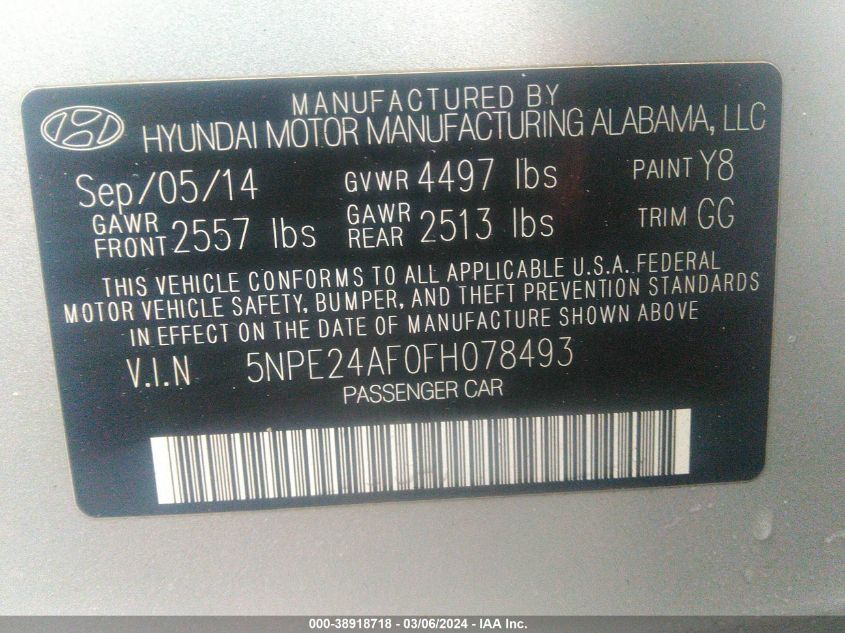 MANUFACTURED BY
HYUNDAI MOTOR MANUFACTURING ALABAMA, LLC
Sep/05/14 GVWR 4497 lbs PAINT Y8
GAWR FRONT 2557 lbs GAWR REAR 2513 lbs TRIM GG
THIS VEHICLE CONFORMS TO ALL APPLICABLE U.S.A. FEDERAL
MOTOR VEHICLE SAFETY, BUMPER, AND THEFT PREVENTION STANDARDS
IN EFFECT ON THE DATE OF MANUFACTURE SHOWN ABOVE
V.I.N 5NPE24AF0FH078493
PASSENGER CAR
000-38918718 - 03/06/2024 - IAA Inc.